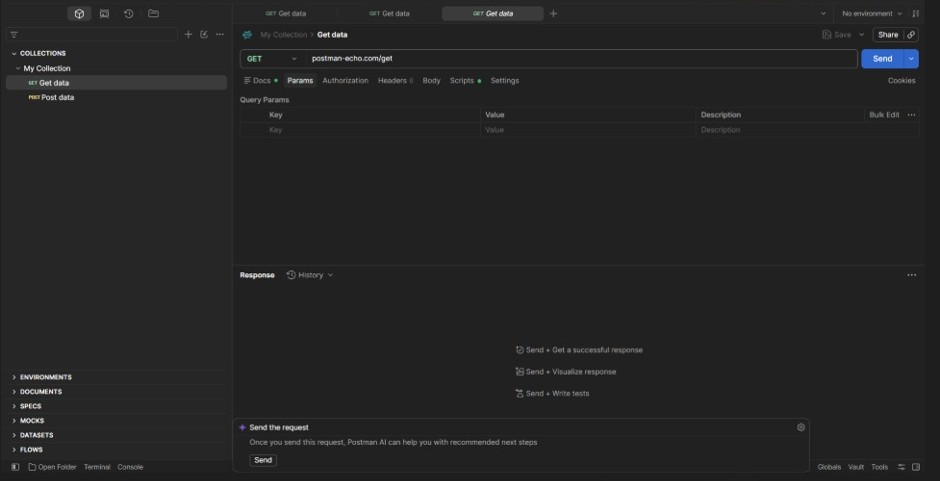 GET Get data GET Get data GET Get data No environment
My Collection > Get data Save Share
COLLECTIONS
My Collection
GET Get data
POST Post data
GET postman-echo.com/get Send
Docs Params Authorization Headers 6 Body Scripts Settings Cookies
Query Params
Key Value Description Bulk Edit
Key Value Description
Response History
Send + Get a successful response
Send + Visualize response
Send + Write tests
ENVIRONMENTS
DOCUMENTS
SPECS
MOCKS
DATASETS
FLOWS
Send the request
Once you send this request, Postman AI can help you with recommended next steps
Send
Open Folder Terminal Console Globals Vault Tools